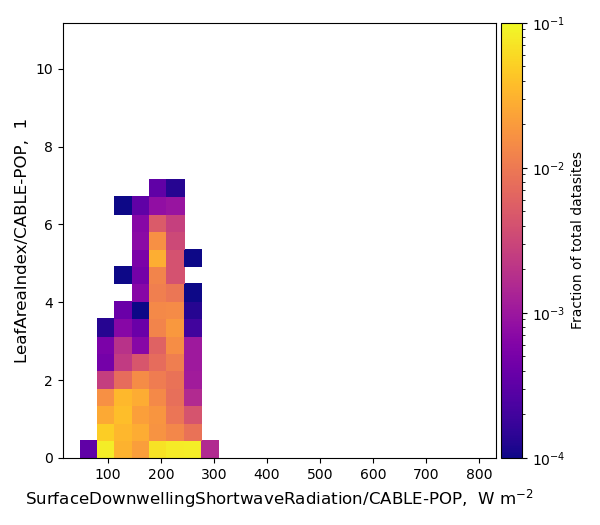 10
8
6
4
2
0
LeafAreaIndex/CABLE-POP,  1
100 200 300 400 500 600 700 800
SurfaceDownwellingShortwaveRadiation/CABLE-POP,  W m⁻²
10⁻¹
10⁻²
10⁻³
10⁻⁴
Fraction of total datasites